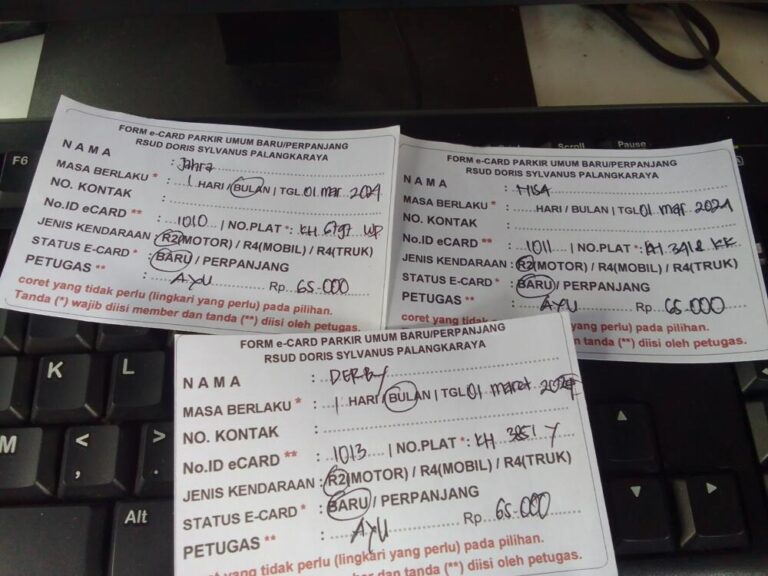 FORM e-CARD PARKIR UMUM BARU/PERPANJANG
RSUD DORIS SYLVANUS PALANGKARAYA
NAMA : Jahra
MASA BERLAKU * : 1 HARI / BULAN | TGL 01 mar 2024
NO. KONTAK :
No.ID eCARD ** : 1010 | NO.PLAT *: KH 6797 WP
JENIS KENDARAAN : R2(MOTOR) / R4(MOBIL) / R4(TRUK)
STATUS E-CARD * : BARU / PERPANJANG
PETUGAS ** : AYU Rp. 65.000
coret yang tidak perlu (lingkari yang perlu) pada pilihan.
Tanda (*) wajib diisi member dan tanda (**) diisi oleh petugas.
FORM e-CARD PARKIR UMUM BARU/PERPANJANG
RSUD DORIS SYLVANUS PALANGKARAYA
NAMA :
MASA BERLAKU * : HARI / BULAN | TGL 01 mar 2024
NO. KONTAK :
No.ID eCARD ** : 1011 | NO.PLAT *: KH 3418 KK
JENIS KENDARAAN : R2(MOTOR) / R4(MOBIL) / R4(TRUK)
STATUS E-CARD * : BARU / PERPANJANG
PETUGAS ** : AYU Rp 65.000
coret yang tidak perlu (lingkari yang perlu) pada pilihan.
dan tanda (**) diisi oleh petugas.
FORM e-CARD PARKIR UMUM BARU/PERPANJANG
RSUD DORIS SYLVANUS PALANGKARAYA
NAMA : DERBY
MASA BERLAKU * : 1 HARI / BULAN | TGL 01 maret 2024
NO. KONTAK :
No.ID eCARD ** : 1013 | NO.PLAT *: KH 3851 Y
JENIS KENDARAAN : R2(MOTOR) / R4(MOBIL) / R4(TRUK)
STATUS E-CARD * : BARU / PERPANJANG
PETUGAS ** : AYU Rp. 65.000
coret yang tidak perlu (lingkari yang perlu) pada pilihan.
member dan tanda (**) diisi oleh petugas.
F6
Scroll
Pause
K
L
M
<
>
Alt